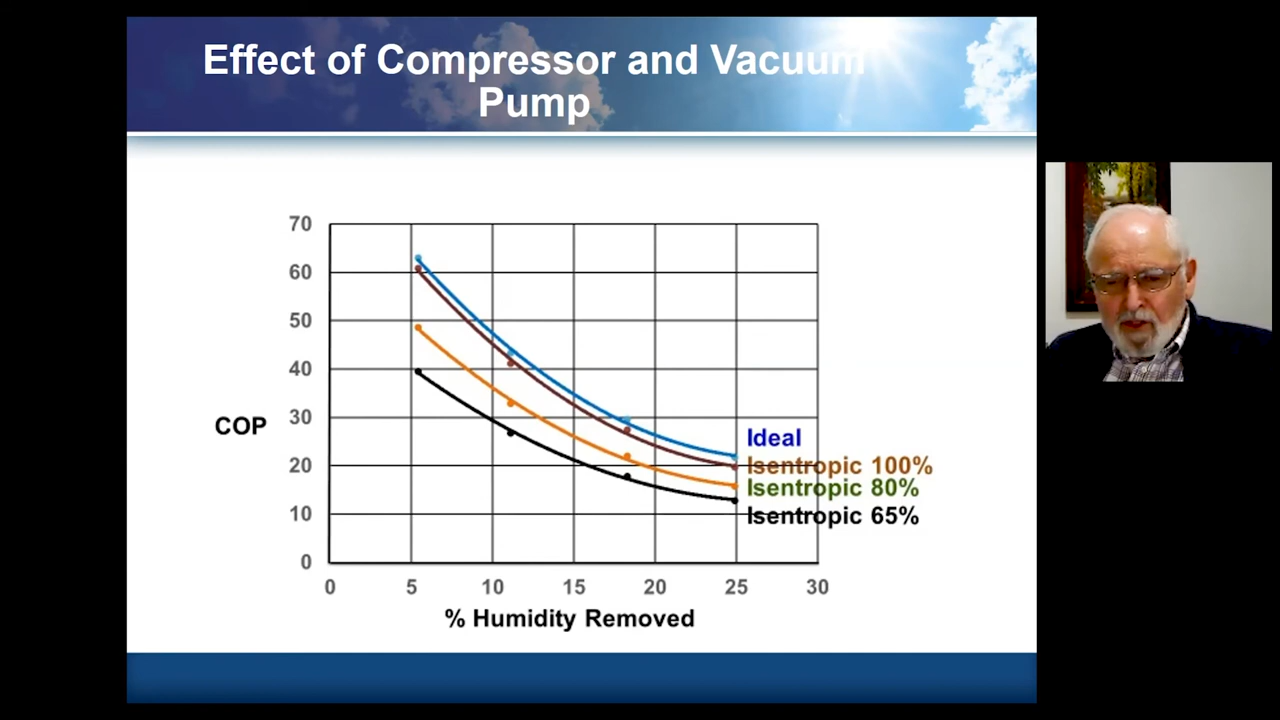 Effect of Compressor and Vacuum
Pump
70
60
50
40
30
20
10
0
COP
Ideal
Isentropic 100%
Isentropic 80%
Isentropic 65%
0 5 10 15 20 25 30
% Humidity Removed